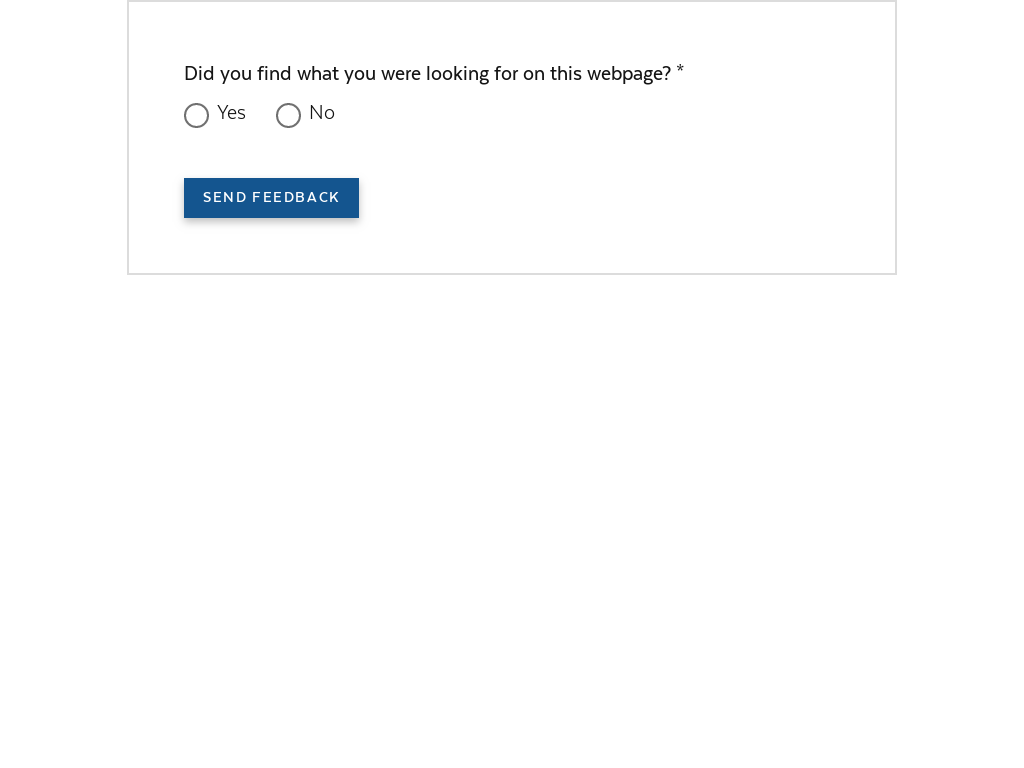 Did you find what you were looking for on this webpage? *
Yes No
SEND FEEDBACK